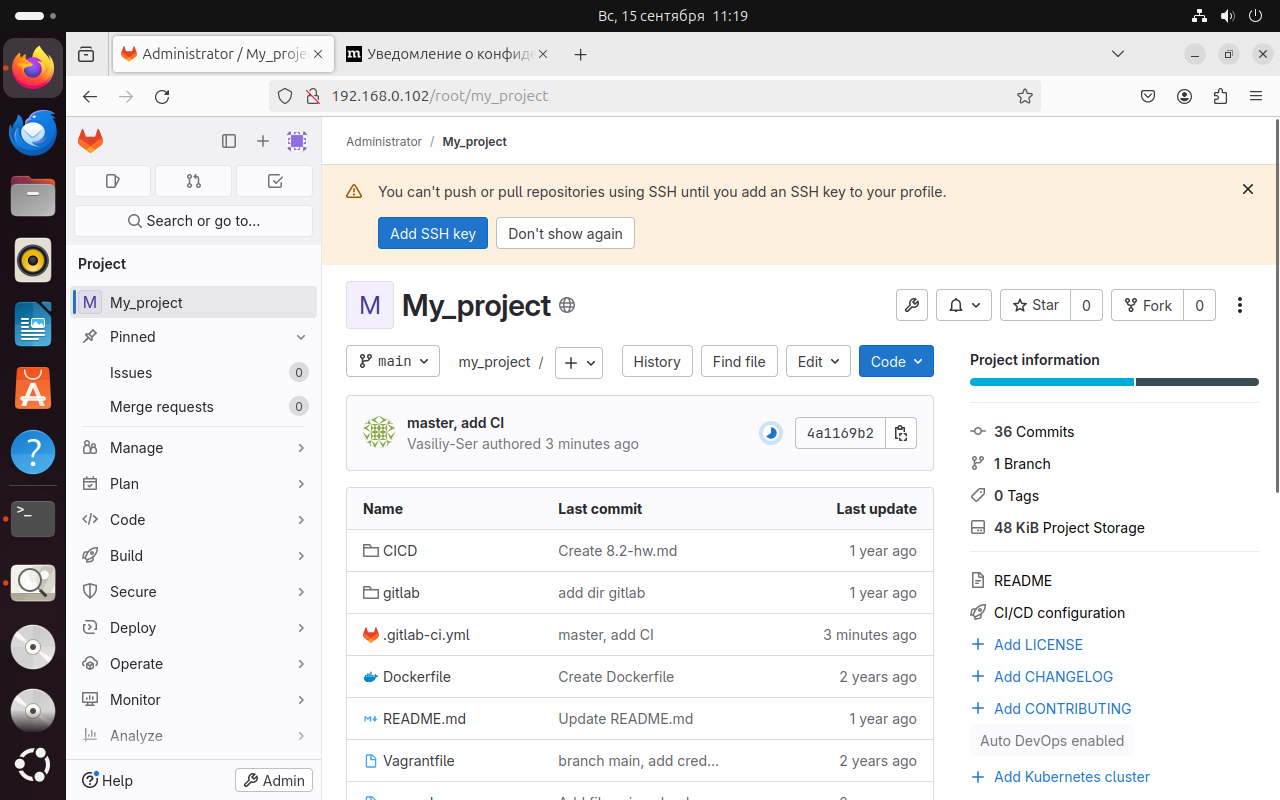 Вс, 15 сентября 11:19
Administrator / My_proje
Уведомление о конфиде
192.168.0.102/root/my_project
Administrator / My_project
You can't push or pull repositories using SSH until you add an SSH key to your profile.
Add SSH key
Don't show again
Search or go to...
Project
M My_project
Pinned
Issues 0
Merge requests 0
Manage
Plan
Code
Build
Secure
Deploy
Operate
Monitor
Analyze
Help
Admin
M My_project
Star 0
Fork 0
main
my_project /
History
Find file
Edit
Code
master, add CI
Vasiliy-Ser authored 3 minutes ago
4a1169b2
Name Last commit Last update
CICD Create 8.2-hw.md 1 year ago
gitlab add dir gitlab 1 year ago
.gitlab-ci.yml master, add CI 3 minutes ago
Dockerfile Create Dockerfile 2 years ago
README.md Update README.md 1 year ago
Vagrantfile branch main, add cred... 2 years ago
Project information
36 Commits
1 Branch
0 Tags
48 KiB Project Storage
README
CI/CD configuration
Add LICENSE
Add CHANGELOG
Add CONTRIBUTING
Auto DevOps enabled
Add Kubernetes cluster